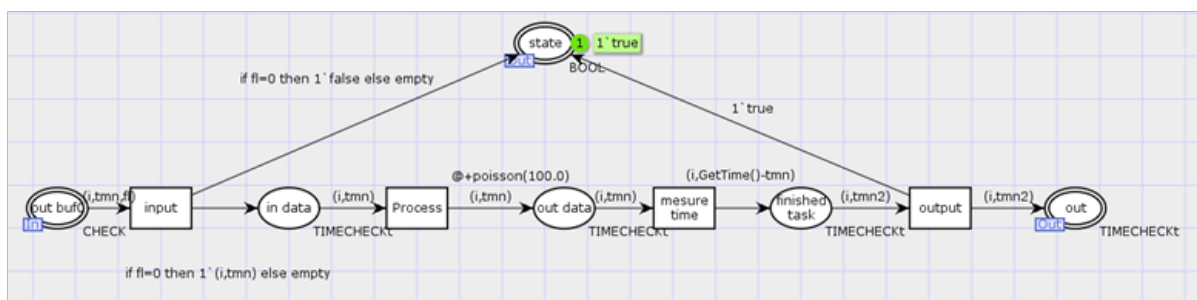 state
1
1`true
Out
BOOL
if fl=0 then 1`false else empty
1`true
@+poisson(100.0)
(i,GetTime()-tmn)
out buf0
(i,tmn,fl)
input
in data
(i,tmn)
Process
(i,tmn)
out data
(i,tmn)
mesure
time
finished
task
(i,tmn2)
output
(i,tmn2)
out
In
CHECK
TIMECHECKt
TIMECHECKt
TIMECHECKt
Out
TIMECHECKt
if fl=0 then 1`(i,tmn) else empty